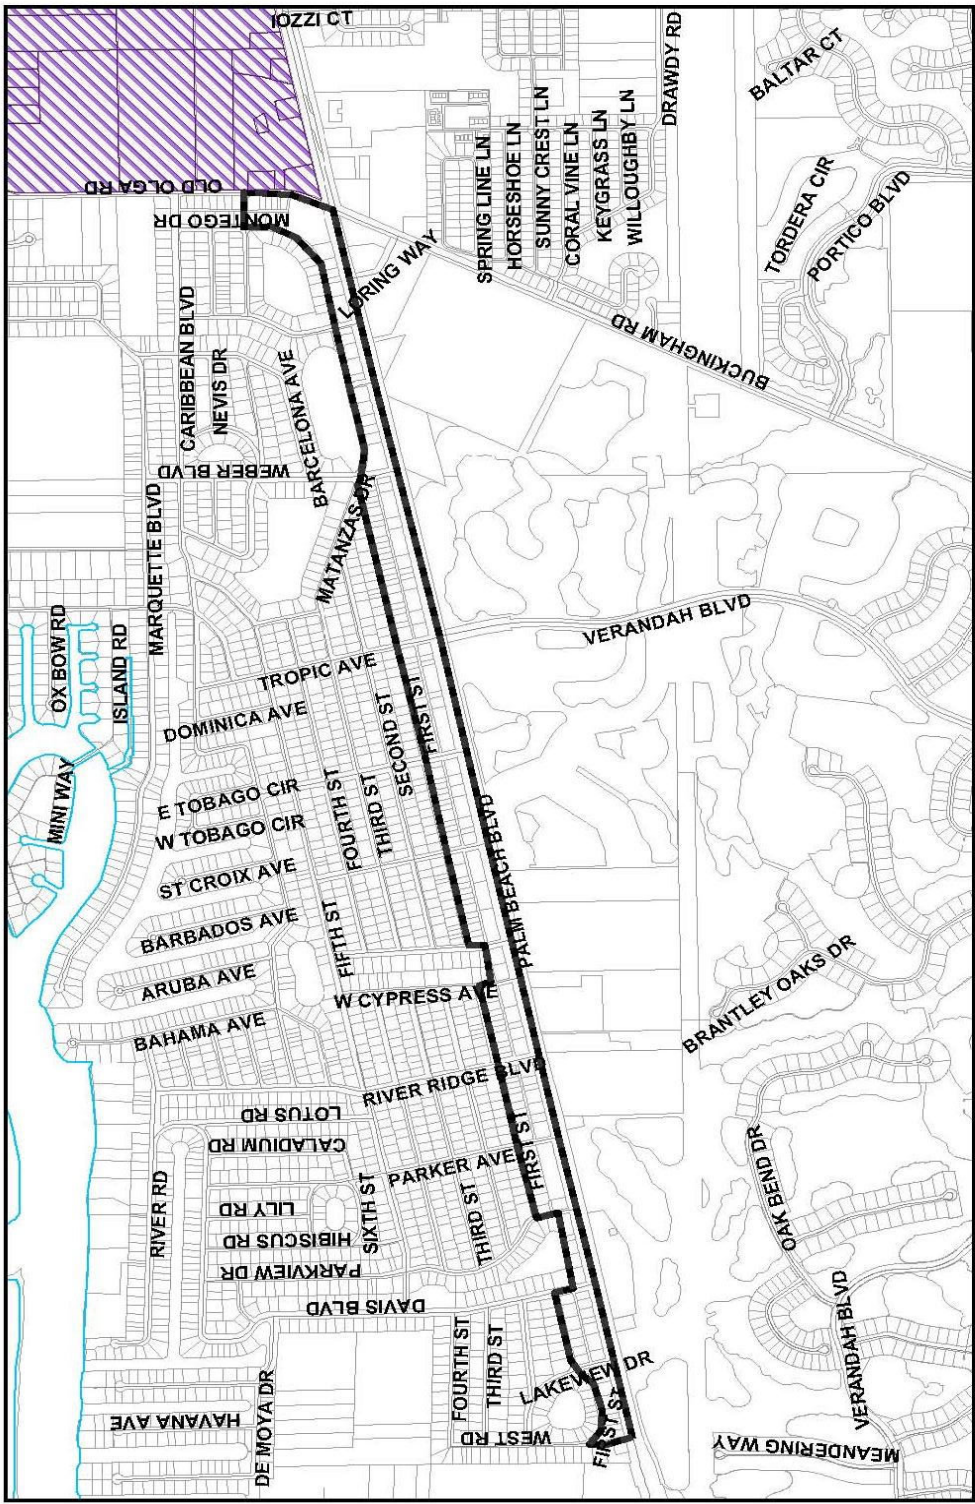 IOZZI CT
DRAWDY RD
BALTAR CT
OLD OLGA RD
MONTEGO DR
SPRING LINE LN
HORSESHOE LN
SUNNY CREST LN
CORAL VINE LN
KEYGRASS LN
WILLOUGHBY LN
TORDERA CIR
PORTICO BLVD
LORING WAY
BUCKINGHAM RD
CARIBBEAN BLVD
NEVIS DR
BARCELONA AVE
WEBER BLVD
MATANZAS DR
MARQUETTE BLVD
OX BOW RD
ISLAND RD
VERANDAH BLVD
TROPIC AVE
DOMINICA AVE
FIRST ST
SECOND ST
MINI WAY
E TOBAGO CIR
W TOBAGO CIR
FOURTH ST
THIRD ST
PALM BEACH BLVD
ST CROIX AVE
BARBADOS AVE
FIFTH ST
ARUBA AVE
W CYPRESS AVE
BRANTLEY OAKS DR
BAHAMA AVE
RIVER RIDGE BLVD
LOTUS RD
CALADIUM RD
FIRST ST
PARKER AVE
OAK BEND DR
RIVER RD
LILY RD
SIXTH ST
THIRD ST
HIBISCUS RD
PARKVIEW DR
DAVIS BLVD
VERANDAH BLVD
FOURTH ST
THIRD ST
LAKEVIEW DR
HAVANA AVE
DE MOYA DR
WEST RD
FIRST ST
MEANDERING WAY